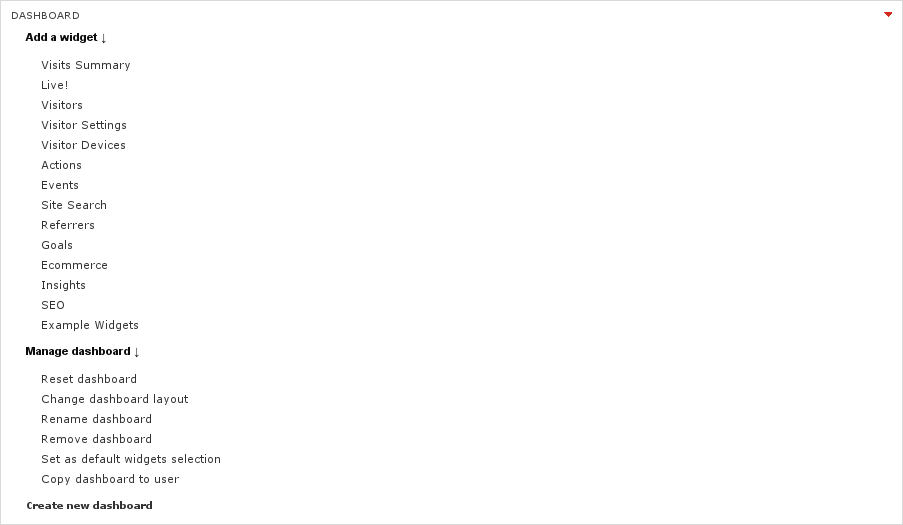 DASHBOARD
Add a widget ↓
Visits Summary
Live!
Visitors
Visitor Settings
Visitor Devices
Actions
Events
Site Search
Referrers
Goals
Ecommerce
Insights
SEO
Example Widgets
Manage dashboard ↓
Reset dashboard
Change dashboard layout
Rename dashboard
Remove dashboard
Set as default widgets selection
Copy dashboard to user
Create new dashboard